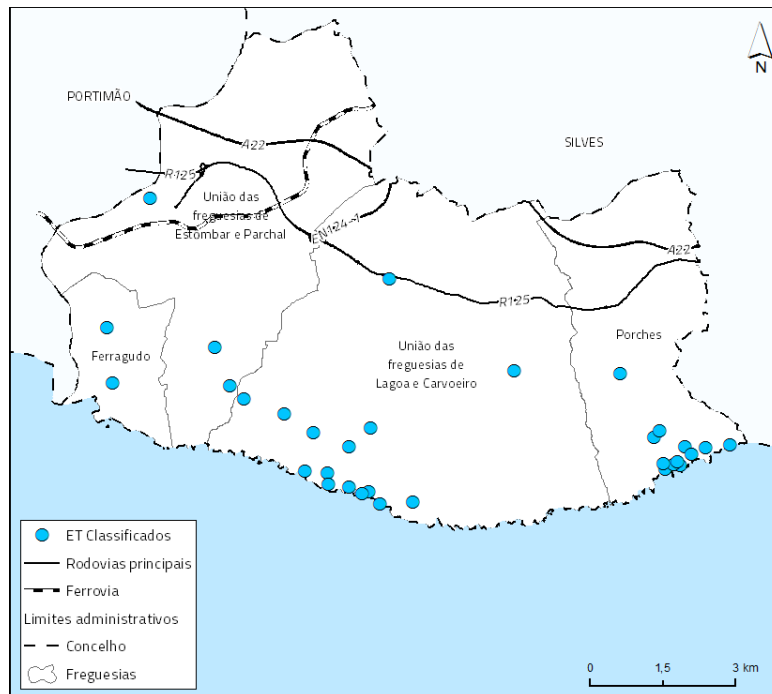 N
PORTIMÃO
A22
SILVES
R125
União das
freguesias de
Estombar e Parchal
EN124-1
A22
R125
Ferragudo
União das
freguesias de
Lagoa e Carvoeiro
Porches
ET Classificados
Rodovias principais
Ferrovia
Limites administrativos
Concelho
Freguesias
0 1,5 3 km